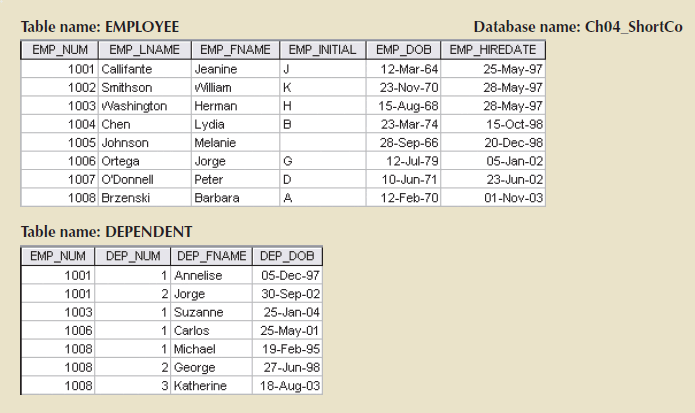 Table name: EMPLOYEE Database name: Ch04_ShortCo
EMP_NUM EMP_LNAME EMP_FNAME EMP_INITIAL EMP_DOB EMP_HIREDATE
1001 Callifante Jeanine J 12-Mar-64 25-May-97
1002 Smithson William K 23-Nov-70 28-May-97
1003 Washington Herman H 15-Aug-68 28-May-97
1004 Chen Lydia B 23-Mar-74 15-Oct-98
1005 Johnson Melanie 28-Sep-66 20-Dec-98
1006 Ortega Jorge G 12-Jul-79 05-Jan-02
1007 O'Donnell Peter D 10-Jun-71 23-Jun-02
1008 Brzenski Barbara A 12-Feb-70 01-Nov-03
Table name: DEPENDENT
EMP_NUM DEP_NUM DEP_FNAME DEP_DOB
1001 1 Annelise 05-Dec-97
1001 2 Jorge 30-Sep-02
1003 1 Suzanne 25-Jan-04
1006 1 Carlos 25-May-01
1008 1 Michael 19-Feb-95
1008 2 George 27-Jun-98
1008 3 Katherine 18-Aug-03